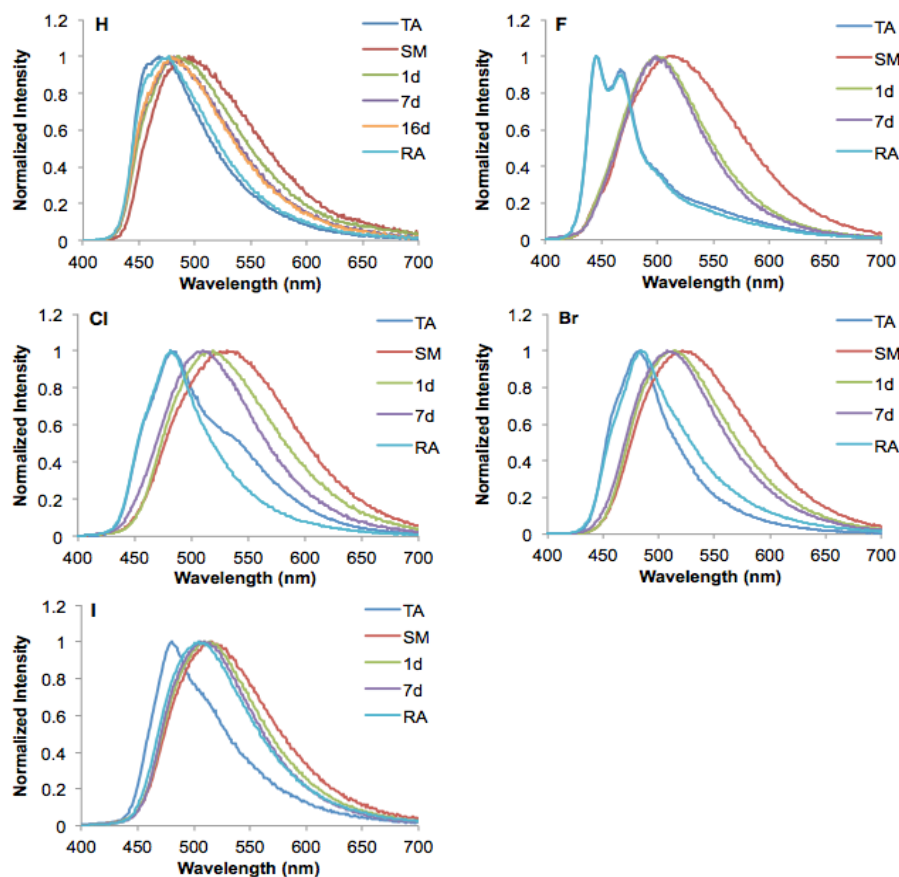 H
Normalized Intensity
1.2
1
0.8
0.6
0.4
0.2
0
400 450 500 550 600 650 700
Wavelength (nm)
TA
SM
1d
7d
16d
RA
F
Normalized Intensity
1.2
1
0.8
0.6
0.4
0.2
0
400 450 500 550 600 650 700
Wavelength (nm)
TA
SM
1d
7d
RA
Cl
Normalized Intensity
1.2
1
0.8
0.6
0.4
0.2
0
400 450 500 550 600 650 700
Wavelength (nm)
TA
SM
1d
7d
RA
Br
Normalized Intensity
1.2
1
0.8
0.6
0.4
0.2
0
400 450 500 550 600 650 700
Wavelength (nm)
TA
SM
1d
7d
RA
I
Normalized Intensity
1.2
1
0.8
0.6
0.4
0.2
0
400 450 500 550 600 650 700
Wavelength (nm)
TA
SM
1d
7d
RA